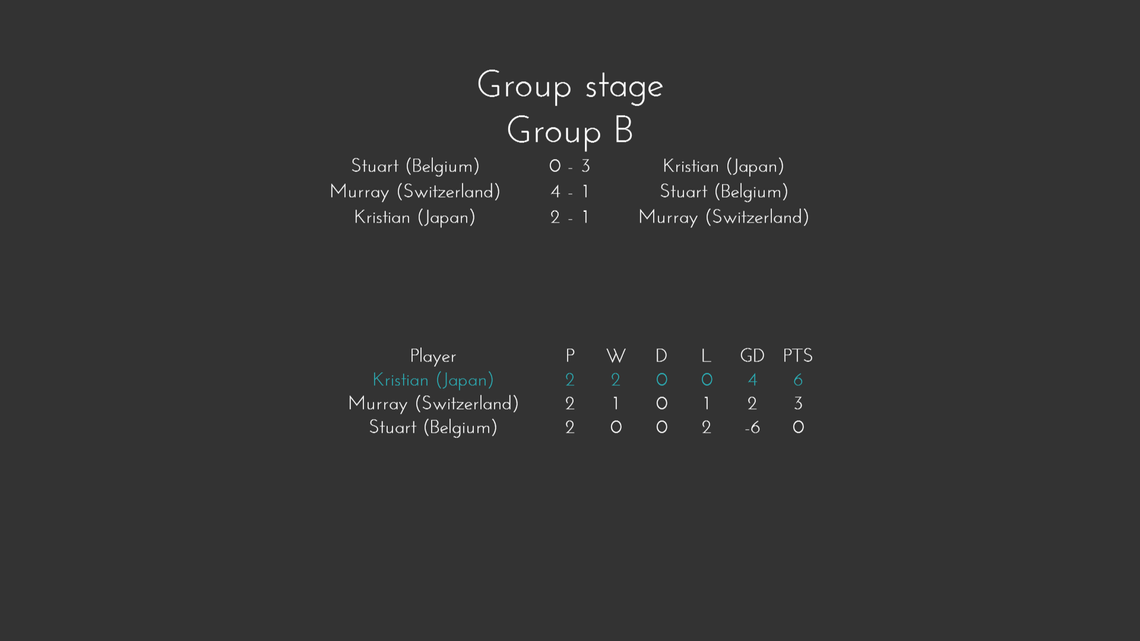 Group stage
Group B
Stuart (Belgium) 0 - 3 Kristian (Japan)
Murray (Switzerland) 4 - 1 Stuart (Belgium)
Kristian (Japan) 2 - 1 Murray (Switzerland)
Player P W D L GD PTS
Kristian (Japan) 2 2 0 0 4 6
Murray (Switzerland) 2 1 0 1 2 3
Stuart (Belgium) 2 0 0 2 -6 0